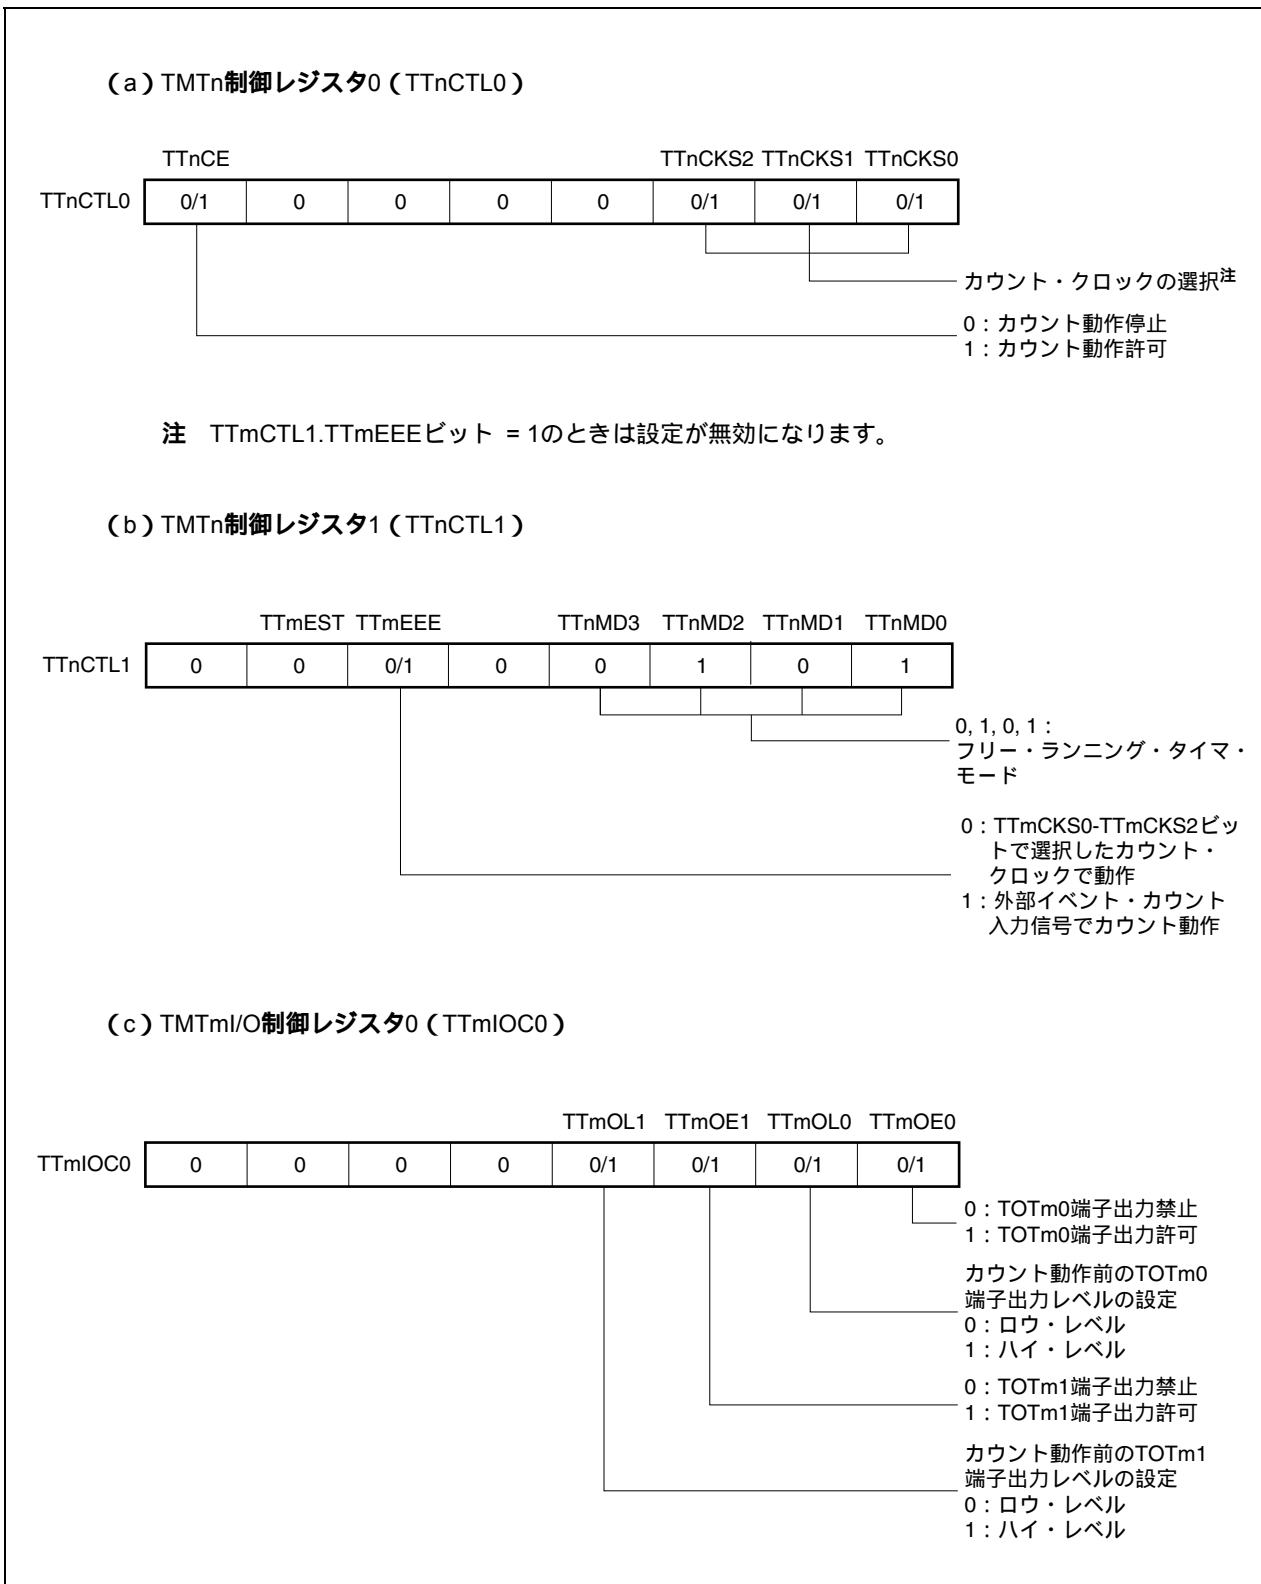 (a)TMTn制御レジスタ0(TTnCTL0)
TTnCE TTnCKS2 TTnCKS1 TTnCKS0
TTnCTL0 0/1 0 0 0 0 0/1 0/1 0/1
カウント・クロックの選択注
0:カウント動作停止
1:カウント動作許可
注 TTmCTL1.TTmEEEビット = 1のときは設定が無効になります。
(b)TMTn制御レジスタ1(TTnCTL1)
TTmEST TTmEEE TTnMD3 TTnMD2 TTnMD1 TTnMD0
TTnCTL1 0 0 0/1 0 0 1 0 1
0, 1, 0, 1:
フリー・ランニング・タイマ・
モード
0:TTmCKS0-TTmCKS2ビッ
トで選択したカウント・
クロックで動作
1:外部イベント・カウント
入力信号でカウント動作
(c)TMTmI/O制御レジスタ0(TTmIOC0)
TTmOL1 TTmOE1 TTmOL0 TTmOE0
TTmIOC0 0 0 0 0 0/1 0/1 0/1 0/1
0:TOTm0端子出力禁止
1:TOTm0端子出力許可
カウント動作前のTOTm0
端子出力レベルの設定
0:ロウ・レベル
1:ハイ・レベル
0:TOTm1端子出力禁止
1:TOTm1端子出力許可
カウント動作前のTOTm1
端子出力レベルの設定
0:ロウ・レベル
1:ハイ・レベル